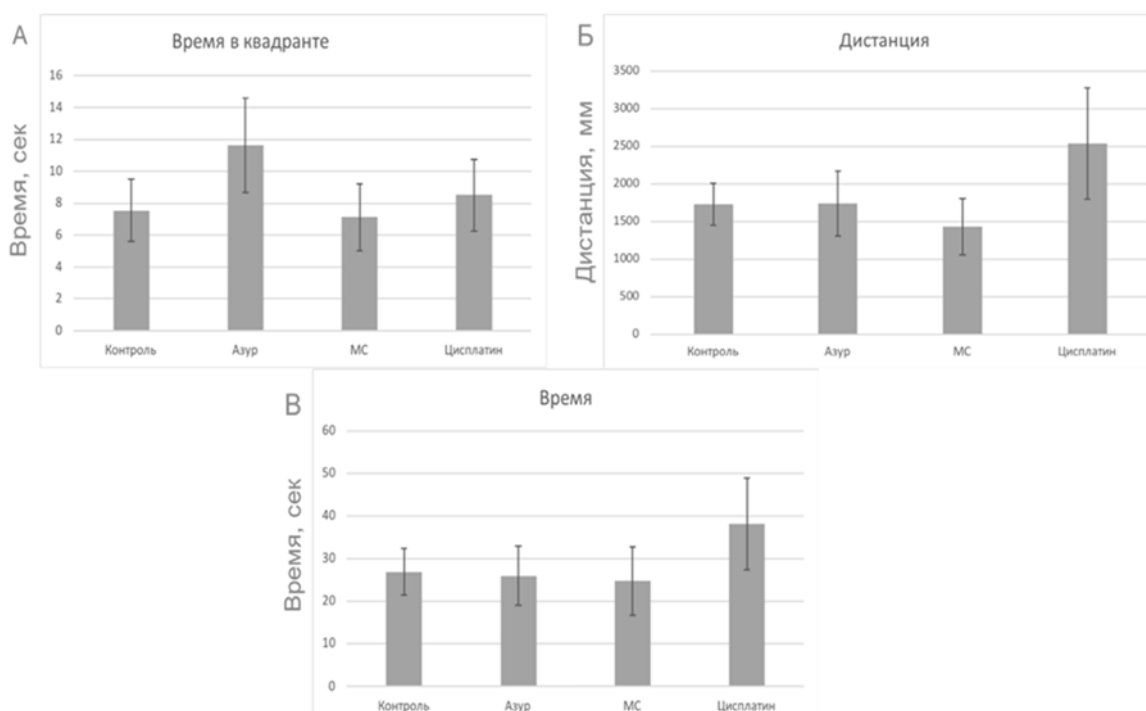 А
Время в квадранте
Время, сек
16
14
12
10
8
6
4
2
0
Контроль Азур МС Цисплатин
Б
Дистанция
Дистанция, мм
3500
3000
2500
2000
1500
1000
500
0
Контроль Азур МС Цисплатин
В
Время
Время, сек
60
50
40
30
20
10
0
Контроль Азур МС Цисплатин